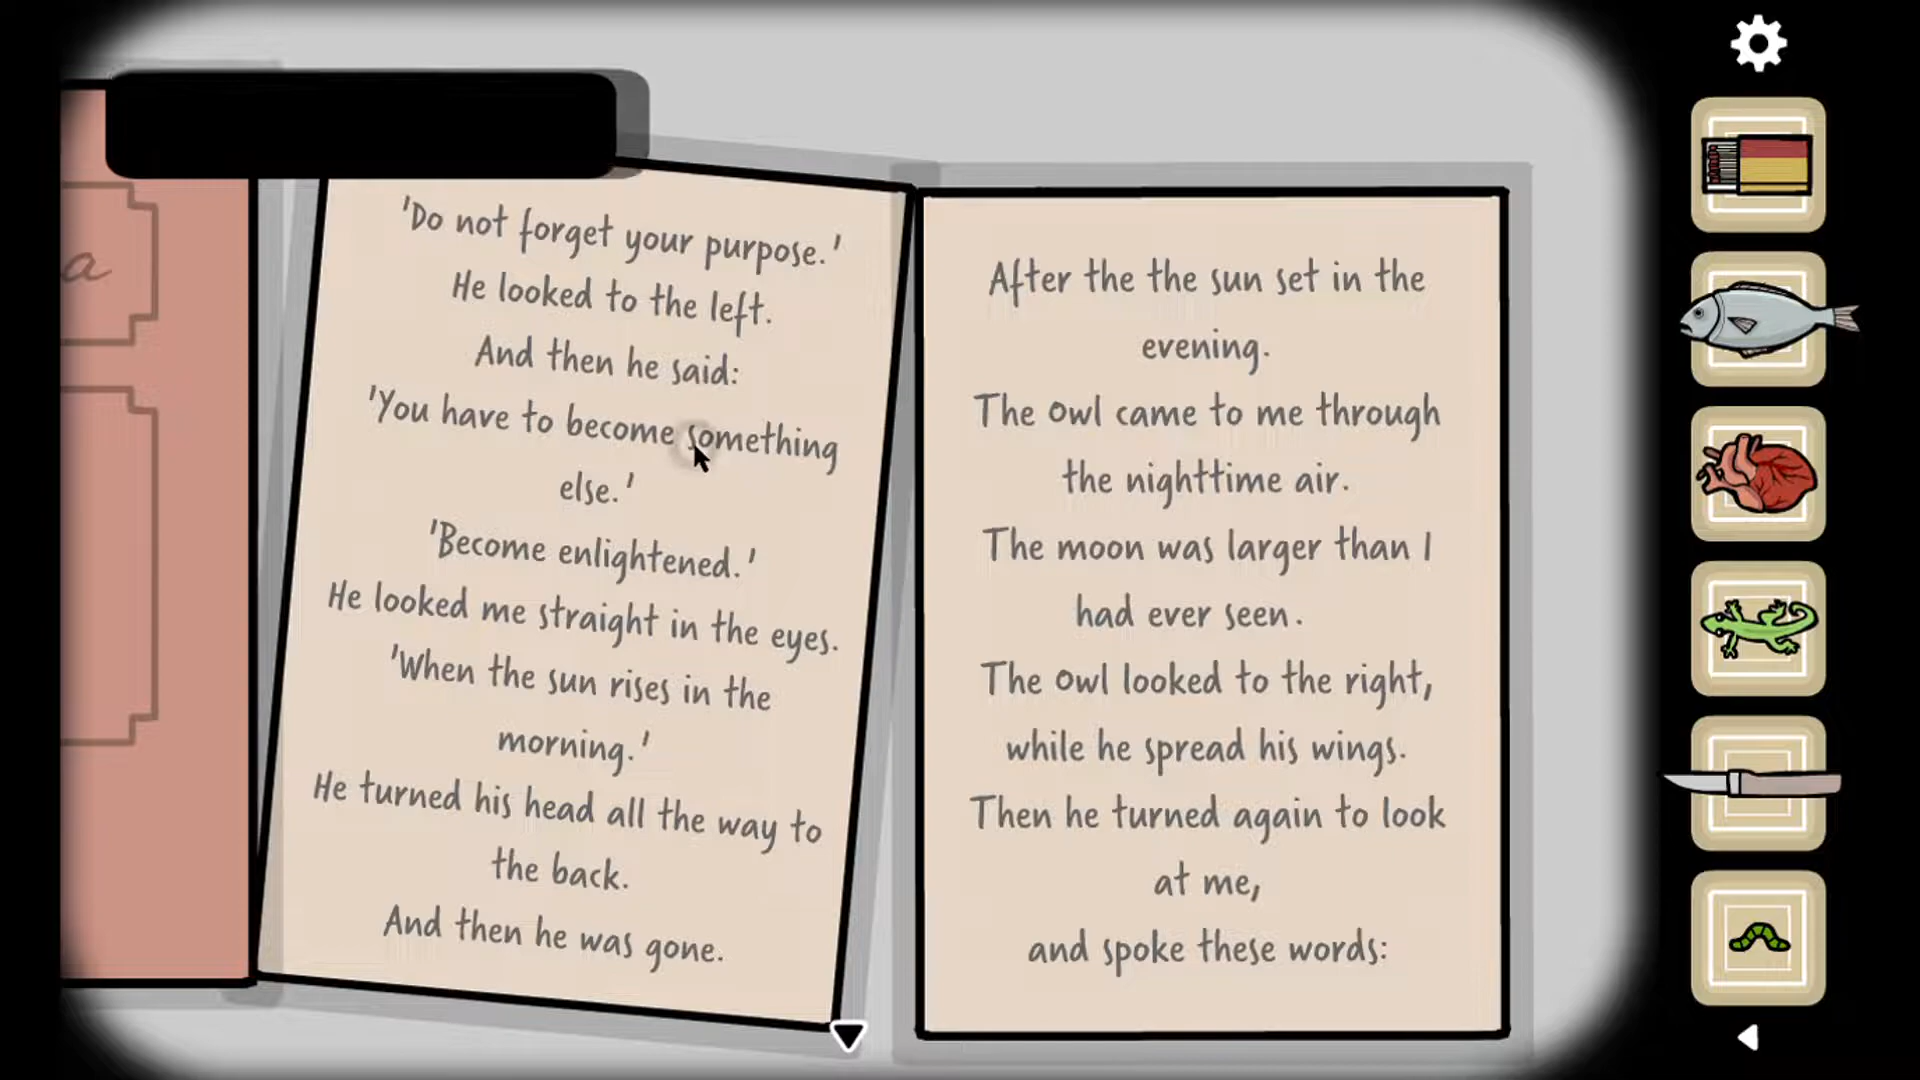 a
'Do not forget your purpose.'
He looked to the left.
And then he said:
'You have to become something
else.'
'Become enlightened.'
He looked me straight in the eyes.
'When the sun rises in the
morning.'
He turned his head all the way to
the back.
And then he was gone.
After the the sun set in the
evening.
The Owl came to me through
the nighttime air.
The moon was larger than I
had ever seen.
The Owl looked to the right,
while he spread his wings.
Then he turned again to look
at me,
and spoke these words: